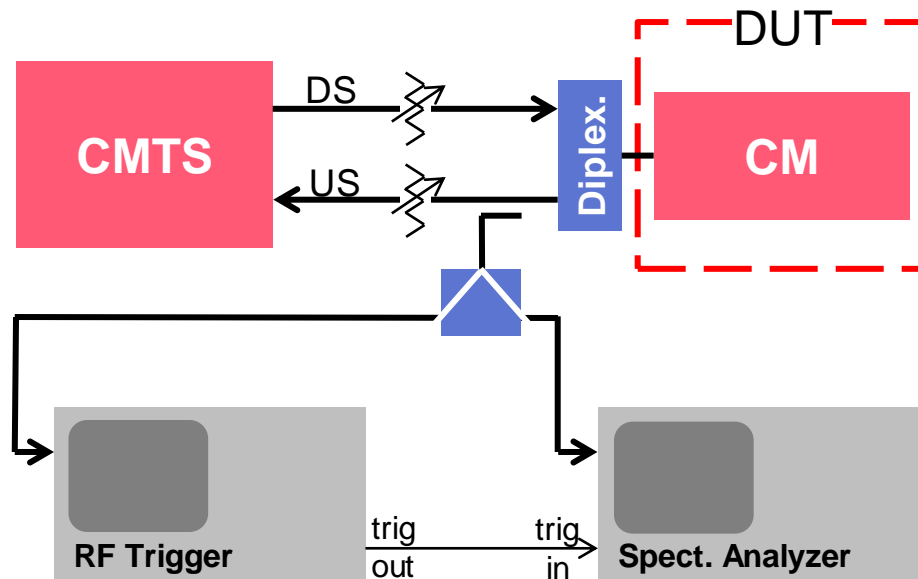 DUT
DS
CMTS
Diplex.
CM
US
trig
trig
RF Trigger
out
in
Spect. Analyzer